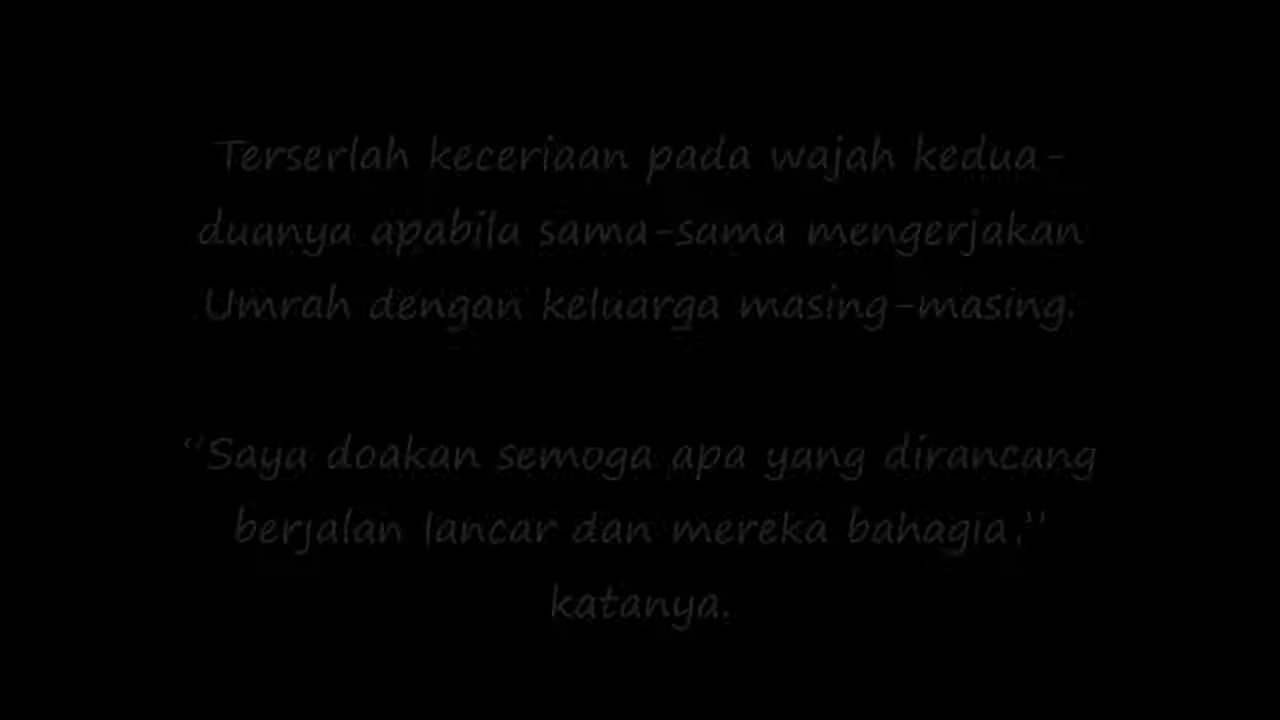 Terserlah keceriaan pada wajah kedua-
duanya apabila sama-sama mengerjakan
Umrah dengan keluarga masing-masing.
“Saya doakan semoga apa yang dirancang
berjalan lancar dan mereka bahagia,”
katanya.